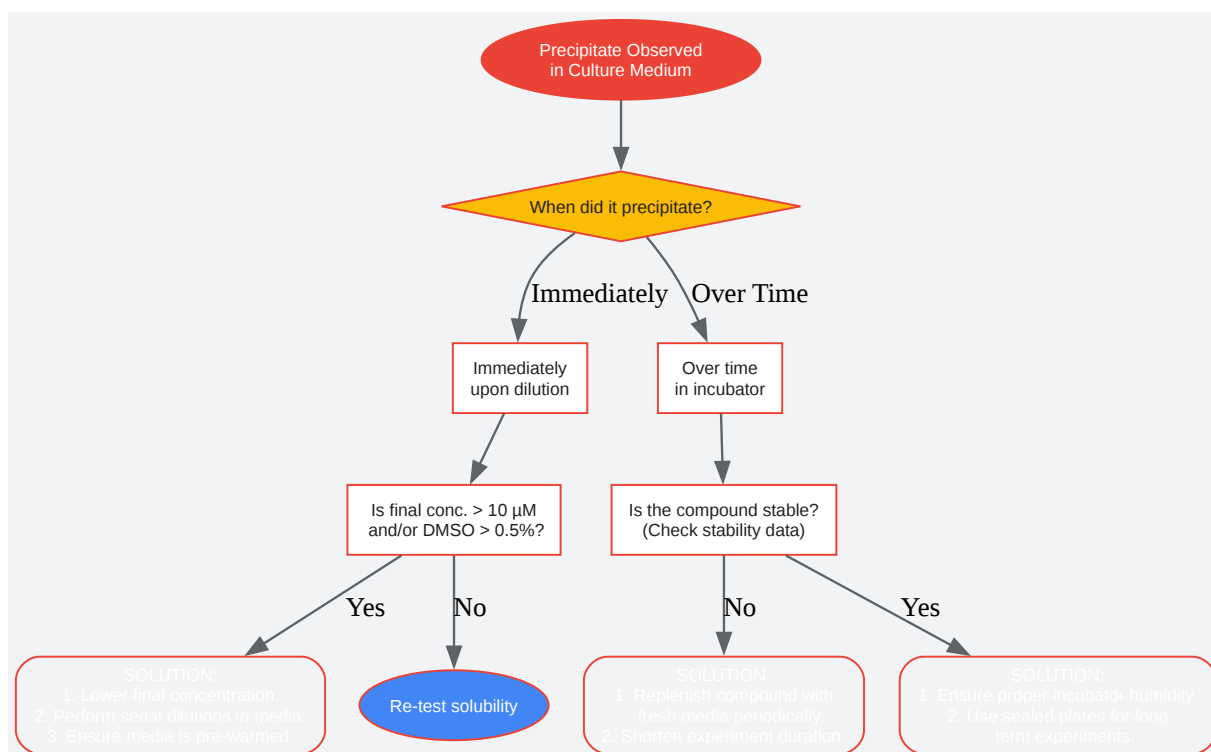 Precipitate Observed
in Culture Medium
When did it precipitate?
Immediately
Over Time
Immediately
upon dilution
Over time
in incubator
Is final conc. > 10 µM
and/or DMSO > 0.5%?
Is the compound stable?
(Check stability data)
Yes
No
No
Yes
SOLUTION:
1. Lower final concentration.
2. Perform serial dilutions in media.
3. Ensure media is pre-warmed.
Re-test solubility
SOLUTION:
1. Replenish compound with
fresh media periodically.
2. Shorten experiment duration.
SOLUTION:
1. Ensure proper incubator humidity.
2. Use sealed plates for long
term experiments.